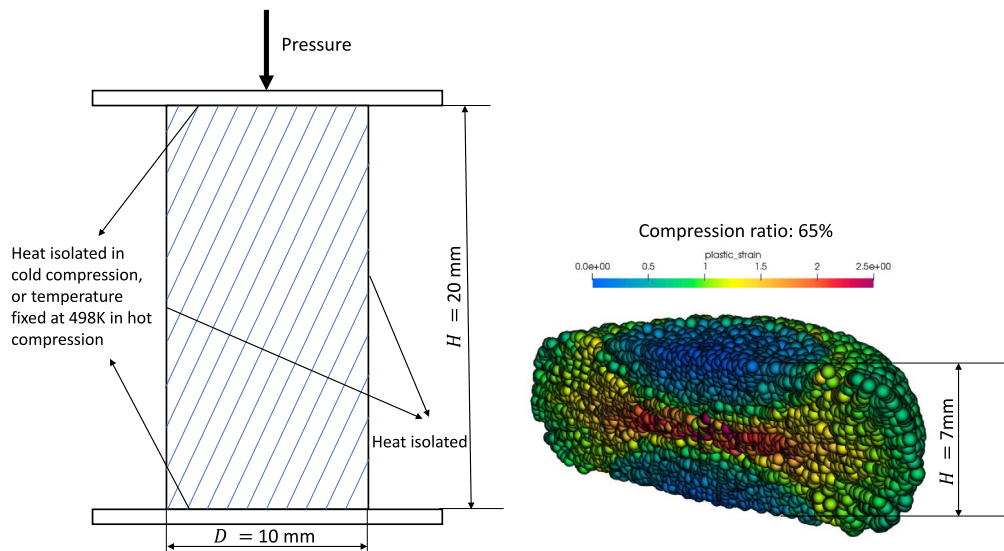 Pressure
Heat isolated in
cold compression,
or temperature
fixed at 498K in hot
compression
H = 20 mm
Heat isolated
D = 10 mm
Compression ratio: 65%
plastic_strain
0.0e+00 0.5 1 1.5 2 2.5e+00
H = 7mm